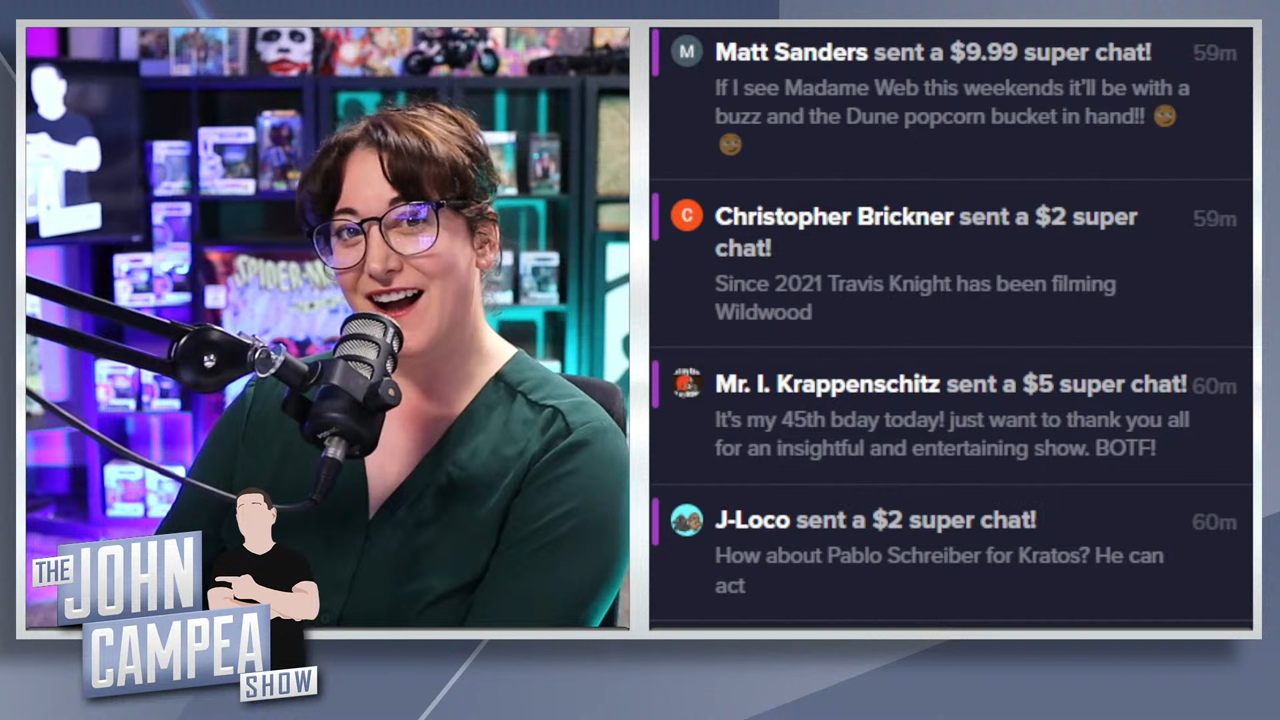 SPIDER-M
M
Matt Sanders sent a $9.99 super chat!
59m
If I see Madame Web this weekends it'll be with a
buzz and the Dune popcorn bucket in hand!!
C
Christopher Brickner sent a $2 super
chat!
59m
Since 2021 Travis Knight has been filming
Wildwood
Mr. I. Krappenschitz sent a $5 super chat!
60m
It's my 45th bday today! just want to thank you all
for an insightful and entertaining show. BOTF!
J-Loco sent a $2 super chat!
60m
How about Pablo Schreiber for Kratos? He can
act
THE
JOHN
CAMPEA
SHOW